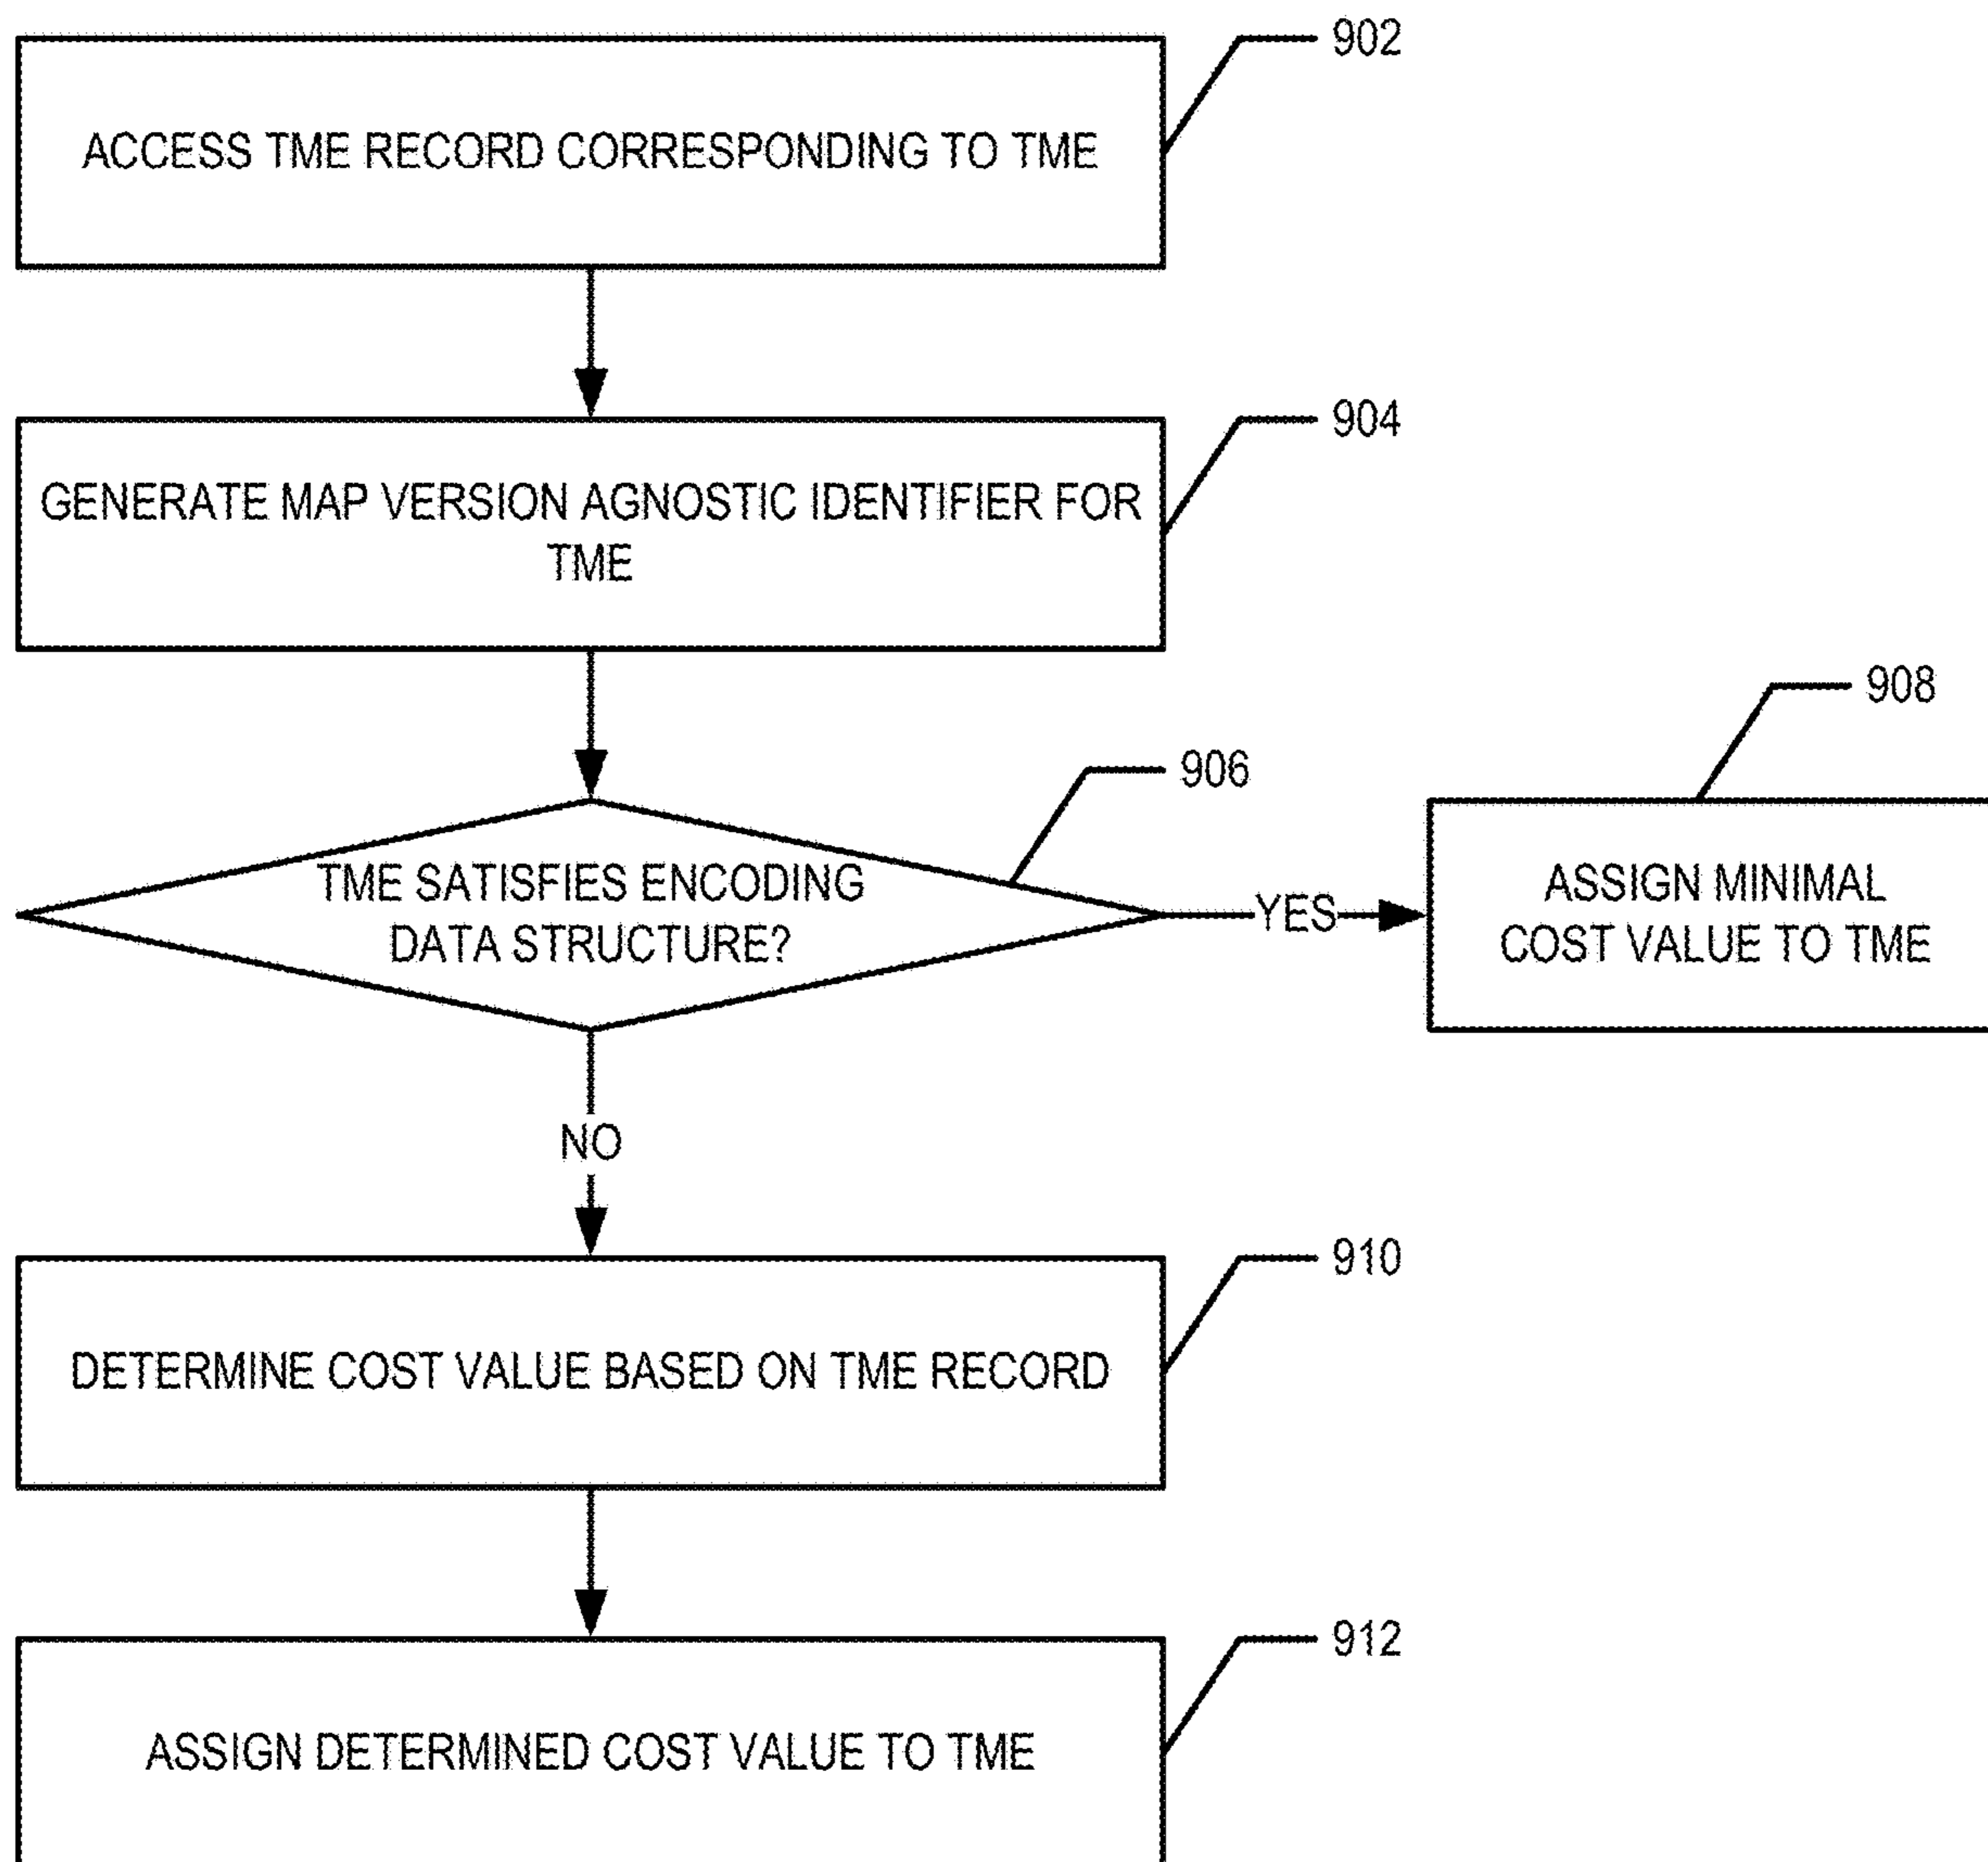 902
ACCESS TME RECORD CORRESPONDING TO TME
904
GENERATE MAP VERSION AGNOSTIC IDENTIFIER FOR
TME
908
906
TME SATISFIES ENCODING
DATA STRUCTURE?
YES
ASSIGN MINIMAL
COST VALUE TO TME
NO
910
DETERMINE COST VALUE BASED ON TME RECORD
912
ASSIGN DETERMINED COST VALUE TO TME